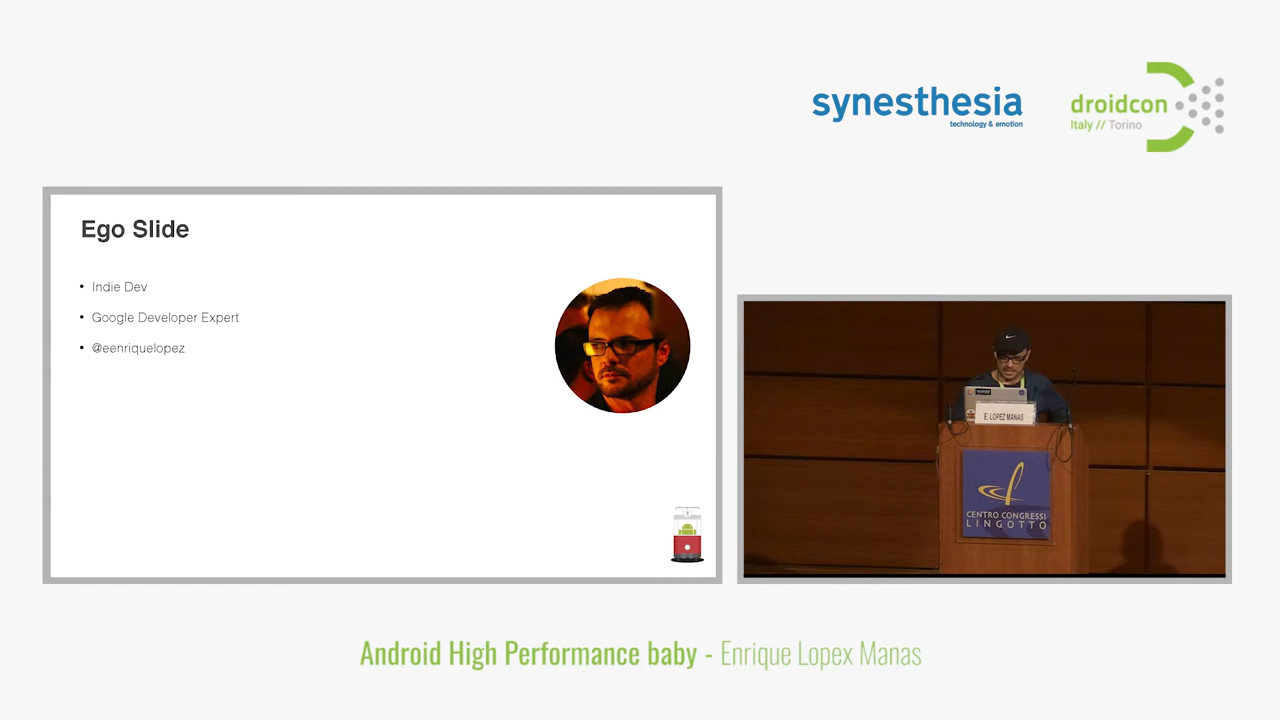 synesthesia
technology & emotion
droidcon
Italy // Torino
Ego Slide
• Indie Dev
• Google Developer Expert
• @eenriquelopez
E. LOPEZ MANAS
CENTRO CONGRESSI
LINGOTTO
Android High Performance baby - Enrique Lopex Manas